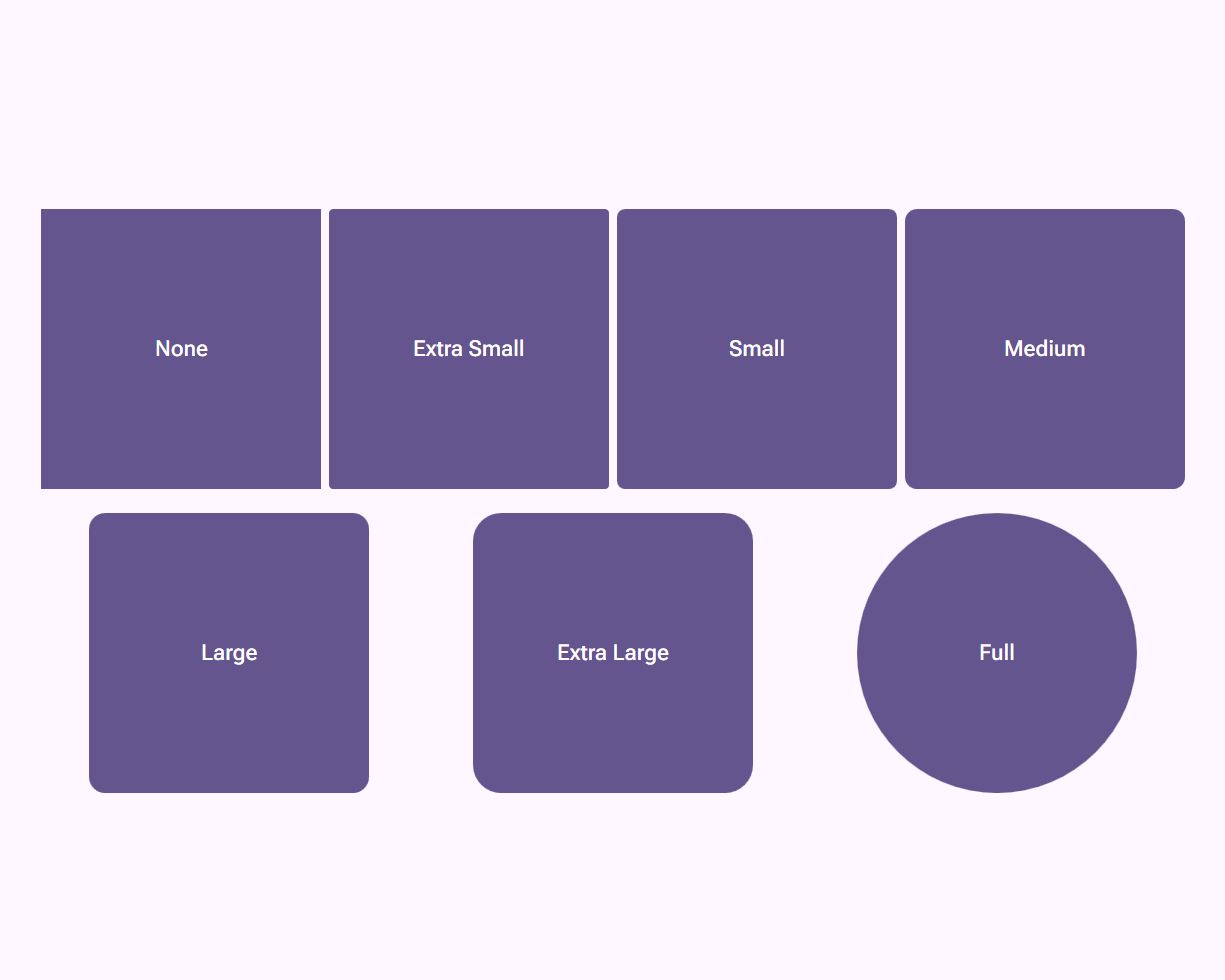 None
Extra Small
Small
Medium
Large
Extra Large
Full